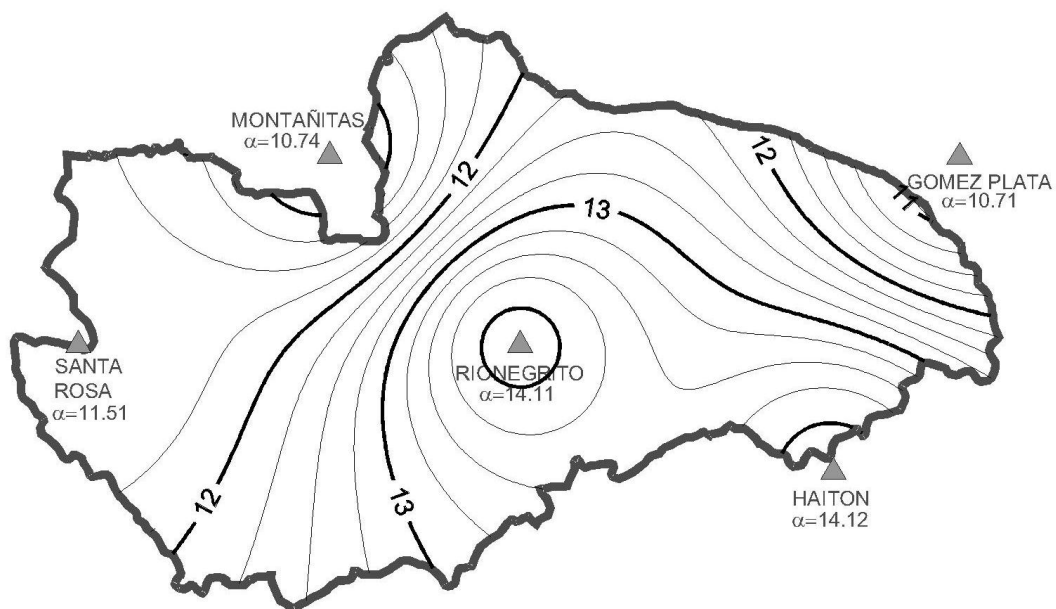 MONTAÑITAS
α=10.74
12
12
GOMEZ PLATA
α=10.71
11
13
SANTA
ROSA
α=11.51
RIONEGRITO
α=14.11
12
13
HAITON
α=14.12